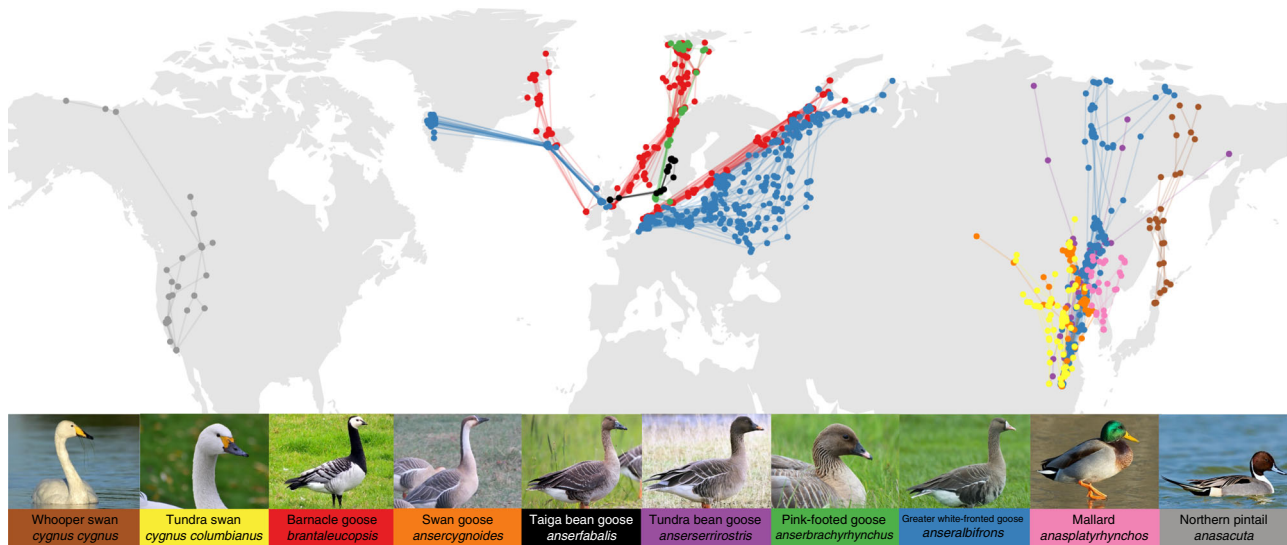 Whooper swan
cygnus cygnus
Tundra swan
cygnus columbianus
Barnacle goose
brantaleucopsis
Swan goose
ansercygnoides
Taiga bean goose
anserfabalis
Tundra bean goose
anserserrirostris
Pink-footed goose
anserbrachyrhynchus
Greater white-fronted goose
anseralbifrons
Mallard
anasplatyrhynchos
Northern pintail
anasacuta